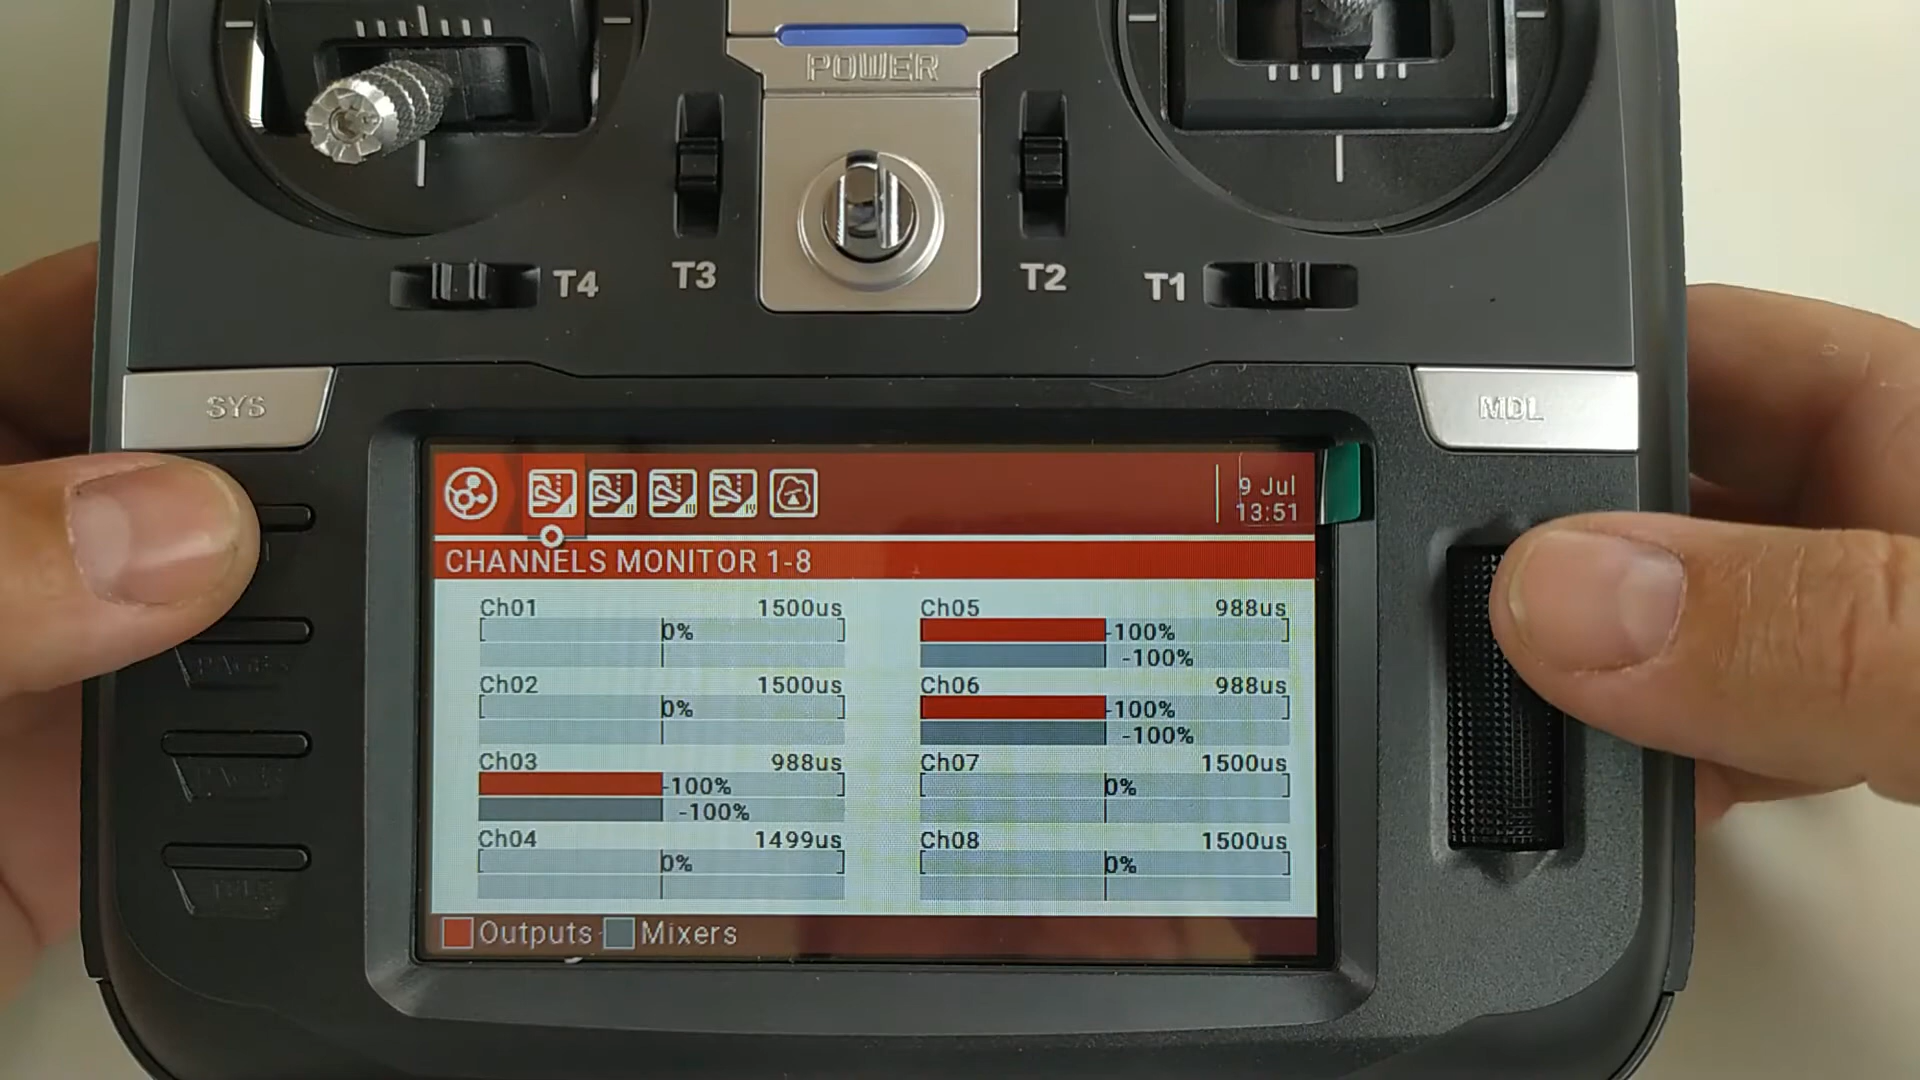 POWER
T4
T3
T2
T1
SYS
MDL
9 Jul
13:51
CHANNELS MONITOR 1-8
Ch01 1500us
0%
Ch02 1500us
0%
Ch03 988us
-100%
-100%
Ch04 1499us
0%
Ch05 988us
-100%
-100%
Ch06 988us
-100%
-100%
Ch07 1500us
0%
Ch08 1500us
0%
Outputs Mixers